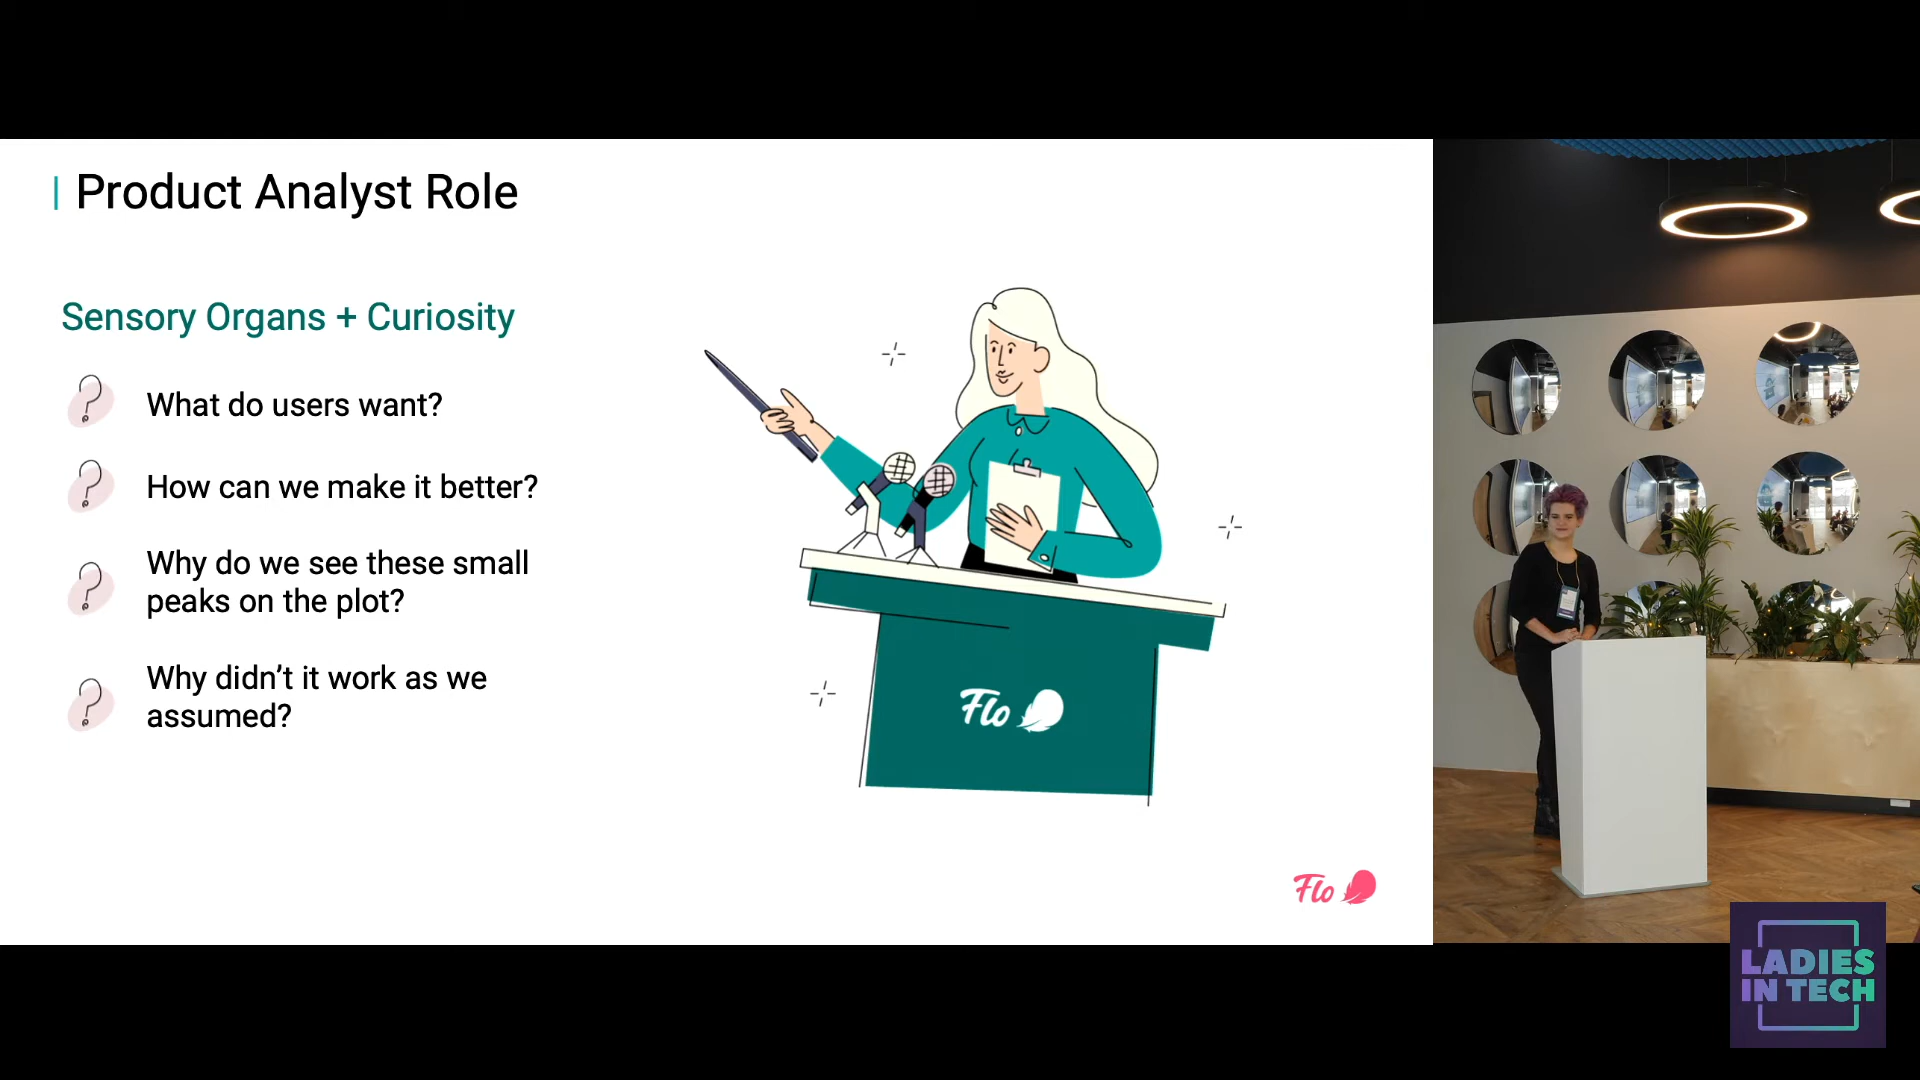 Product Analyst Role
Sensory Organs + Curiosity
What do users want?
How can we make it better?
Why do we see these small
peaks on the plot?
Why didn’t it work as we
assumed?
Flo
Flo
LADIES
IN TECH